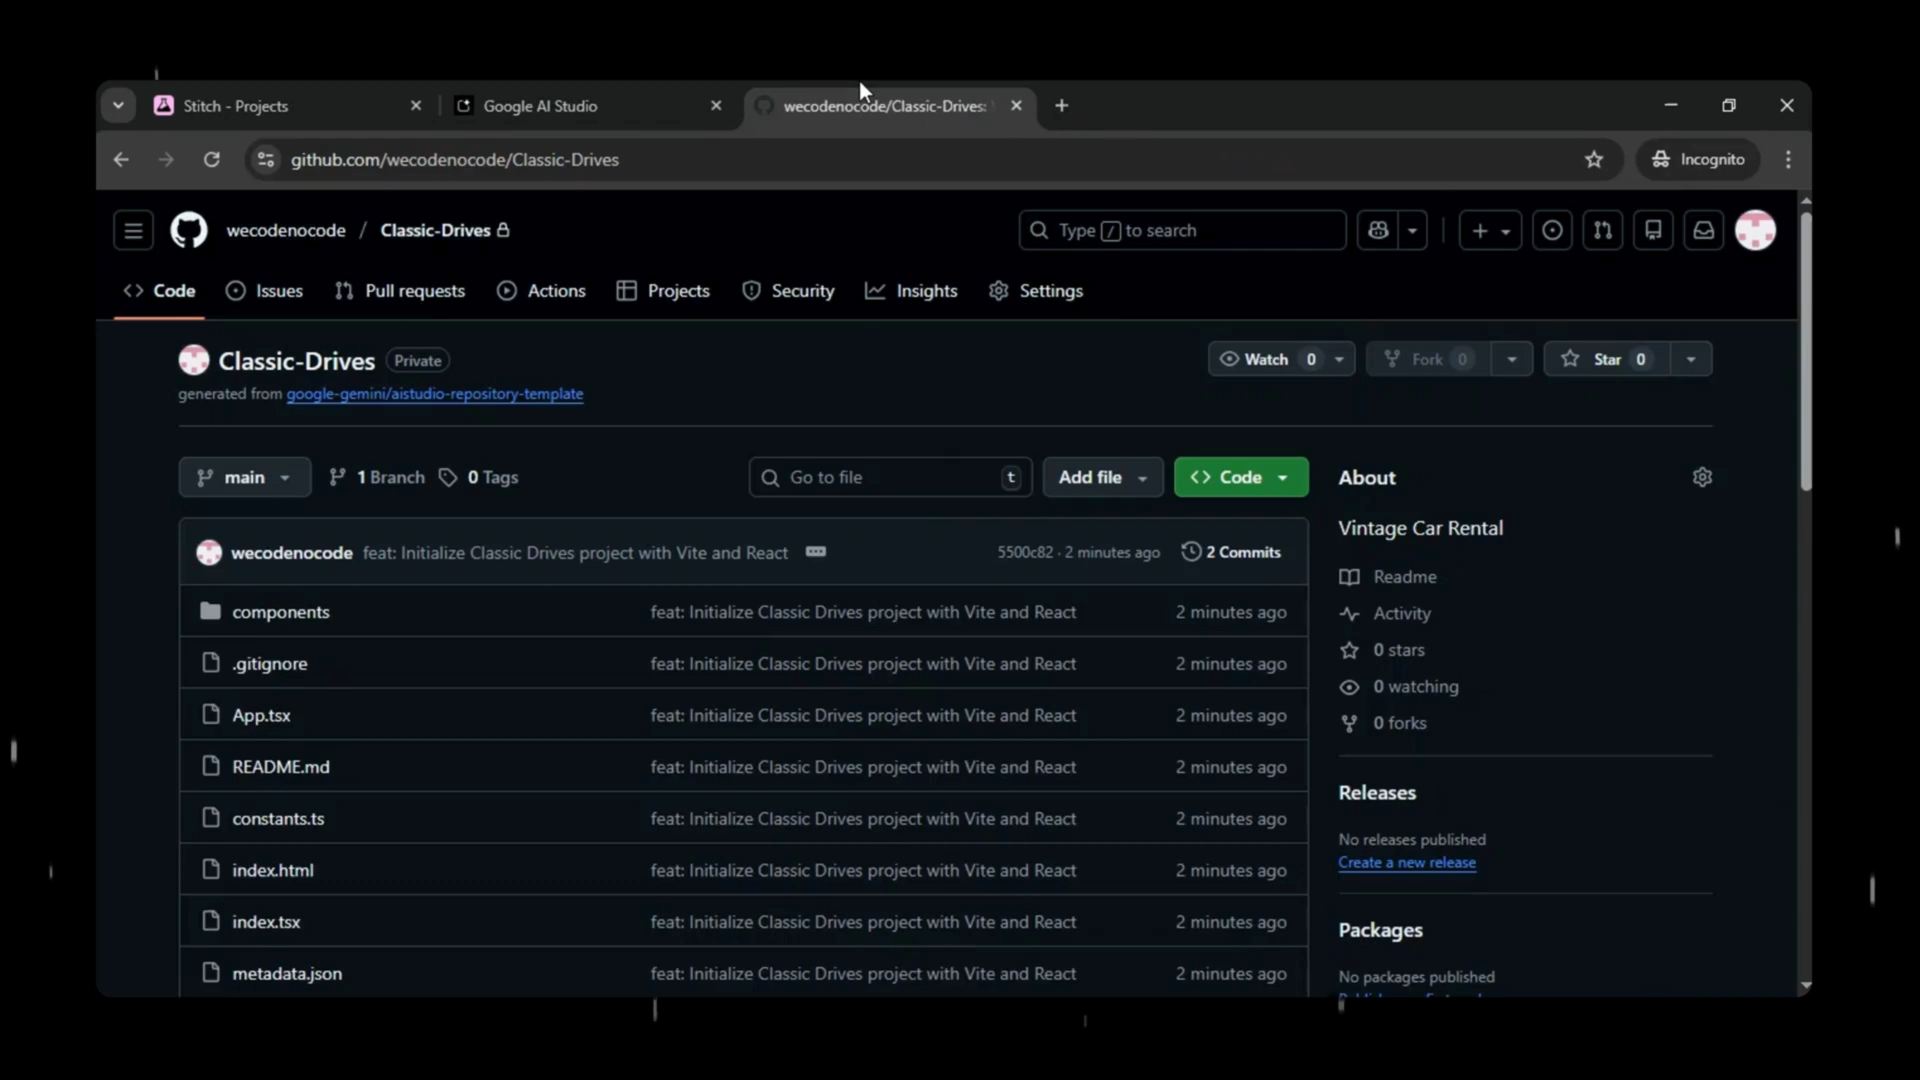 Stitch - Projects
Google AI Studio
wecodenocode/Classic-Drives:
github.com/wecodenocode/Classic-Drives
Incognito
wecodenocode / Classic-Drives
Type / to search
Code
Issues
Pull requests
Actions
Projects
Security
Insights
Settings
Classic-Drives Private
Watch 0
Fork 0
Star 0
generated from google-gemini/aistudio-repository-template
main
1 Branch
0 Tags
Go to file t
Add file
Code
wecodenocode feat: Initialize Classic Drives project with Vite and React
5500c82 · 2 minutes ago
2 Commits
components feat: Initialize Classic Drives project with Vite and React 2 minutes ago
.gitignore feat: Initialize Classic Drives project with Vite and React 2 minutes ago
App.tsx feat: Initialize Classic Drives project with Vite and React 2 minutes ago
README.md feat: Initialize Classic Drives project with Vite and React 2 minutes ago
constants.ts feat: Initialize Classic Drives project with Vite and React 2 minutes ago
index.html feat: Initialize Classic Drives project with Vite and React 2 minutes ago
index.tsx feat: Initialize Classic Drives project with Vite and React 2 minutes ago
metadata.json feat: Initialize Classic Drives project with Vite and React 2 minutes ago
About
Vintage Car Rental
Readme
Activity
0 stars
0 watching
0 forks
Releases
No releases published
Create a new release
Packages
No packages published